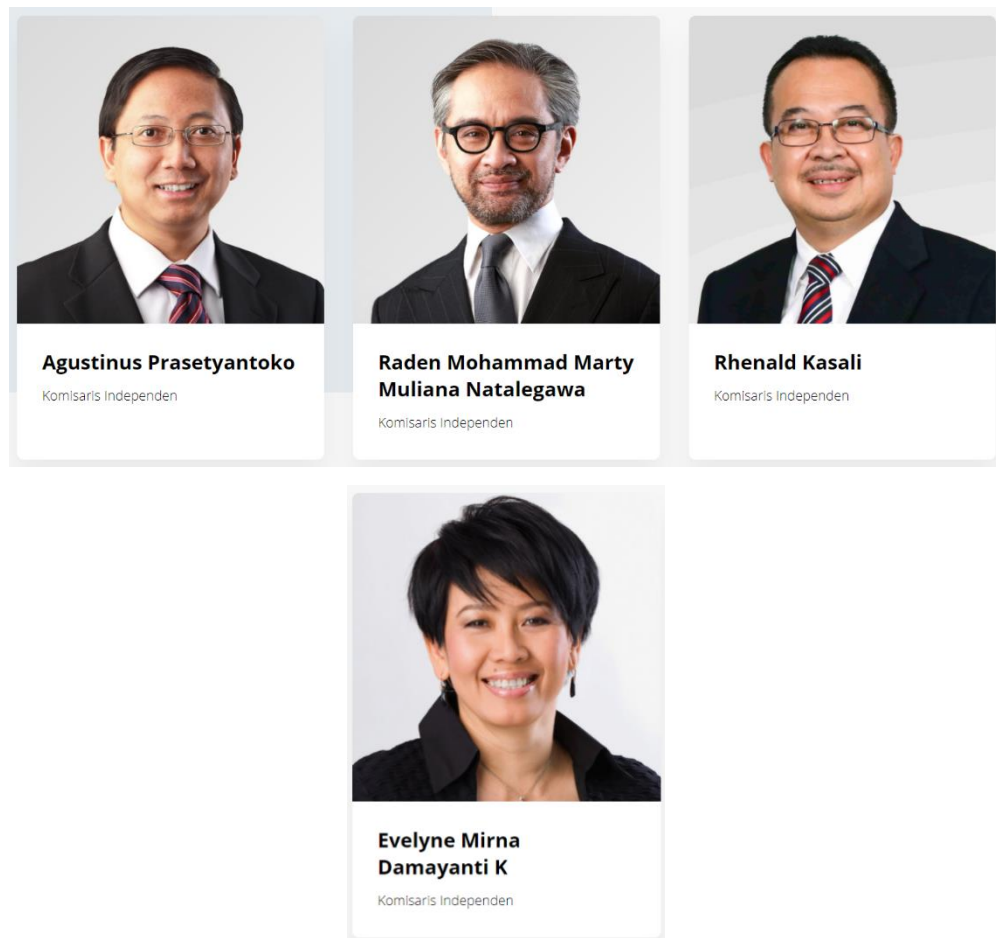 Agustinus Prasetyantoko
Komisaris Independen
Raden Mohammad Marty
Muliana Natalegawa
Komisaris Independen
Rhenald Kasali
Komisaris Independen
Evelyne Mirna
Damayanti K
Komisaris Independen